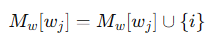 M_w[w_j] = M_w[w_j] ∪ {i}